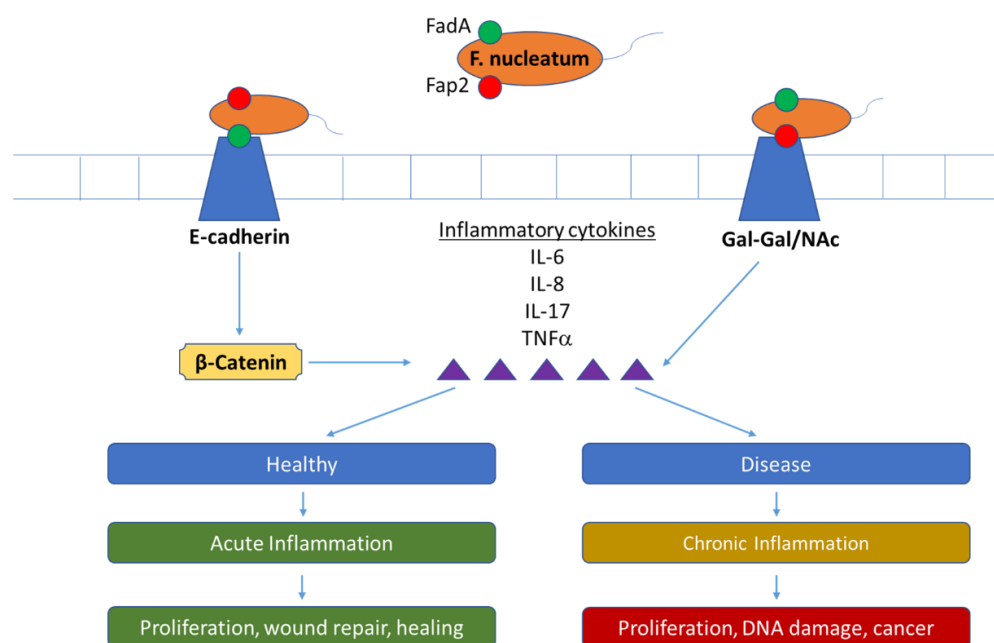 FadA
F. nucleatum
Fap2
E-cadherin
Inflammatory cytokines
IL-6
IL-8
IL-17
TNFα
Gal-Gal/NAc
β-Catenin
Healthy
Disease
Acute Inflammation
Chronic Inflammation
Proliferation, wound repair, healing
Proliferation, DNA damage, cancer